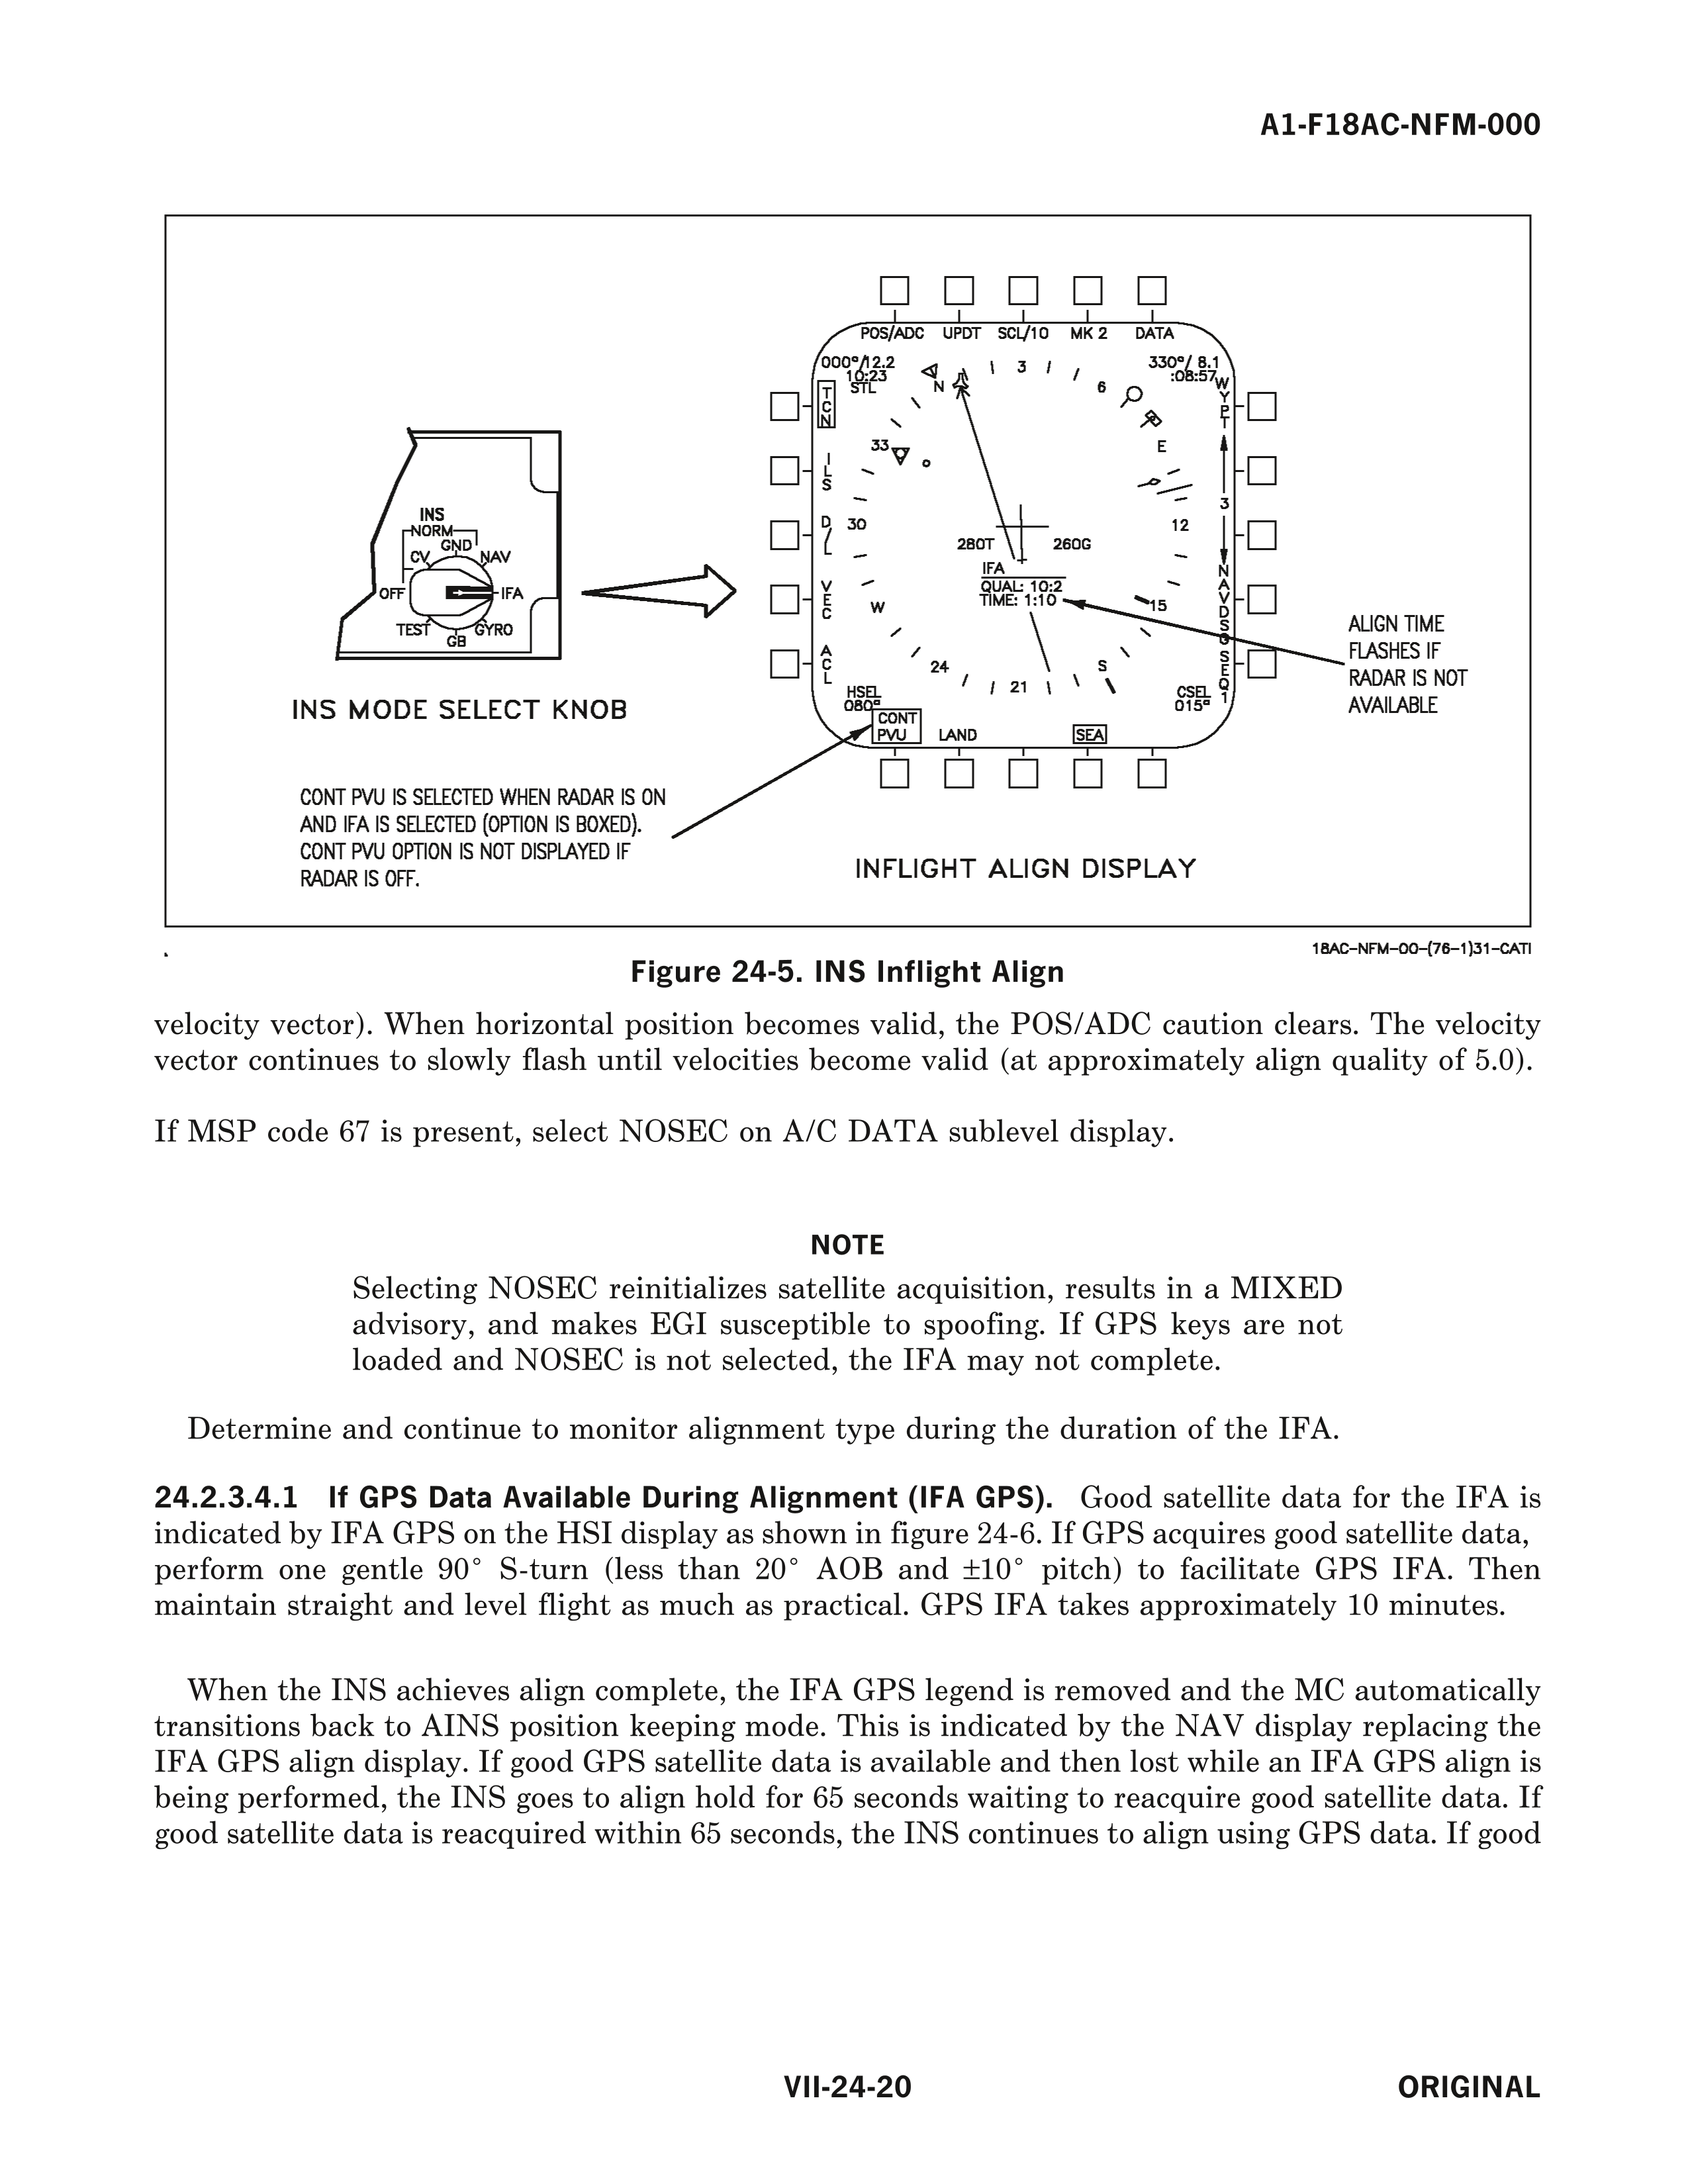 A1-F18AC-NFM-000
POS/ADC UPDT SCL/10 MK 2 DATA
000°/12.2
10:23
STL
330°/ 8.1
:08:57
TCN
ILS
D/L
VEC
ACL
WYPT
3
NAVDSG
SEQ1
N
3
6
E
12
15
S
21
24
W
30
33
280T
260G
IFA
QUAL: 10:2
TIME: 1:10
HSEL
080°
CSEL
015°
CONT
PVU
LAND
SEA
INS
NORM
GND
CV
NAV
OFF
IFA
TEST
GYRO
GB
INS MODE SELECT KNOB
ALIGN TIME
FLASHES IF
RADAR IS NOT
AVAILABLE
CONT PVU IS SELECTED WHEN RADAR IS ON
AND IFA IS SELECTED (OPTION IS BOXED).
CONT PVU OPTION IS NOT DISPLAYED IF
RADAR IS OFF.
INFLIGHT ALIGN DISPLAY
18AC-NFM-00-(76-1)31-CATI
Figure 24-5. INS Inflight Align
velocity vector). When horizontal position becomes valid, the POS/ADC caution clears. The velocity
vector continues to slowly flash until velocities become valid (at approximately align quality of 5.0).
If MSP code 67 is present, select NOSEC on A/C DATA sublevel display.
NOTE
Selecting NOSEC reinitializes satellite acquisition, results in a MIXED
advisory, and makes EGI susceptible to spoofing. If GPS keys are not
loaded and NOSEC is not selected, the IFA may not complete.
Determine and continue to monitor alignment type during the duration of the IFA.
24.2.3.4.1 If GPS Data Available During Alignment (IFA GPS). Good satellite data for the IFA is
indicated by IFA GPS on the HSI display as shown in figure 24-6. If GPS acquires good satellite data,
perform one gentle 90° S-turn (less than 20° AOB and ±10° pitch) to facilitate GPS IFA. Then
maintain straight and level flight as much as practical. GPS IFA takes approximately 10 minutes.
When the INS achieves align complete, the IFA GPS legend is removed and the MC automatically
transitions back to AINS position keeping mode. This is indicated by the NAV display replacing the
IFA GPS align display. If good GPS satellite data is available and then lost while an IFA GPS align is
being performed, the INS goes to align hold for 65 seconds waiting to reacquire good satellite data. If
good satellite data is reacquired within 65 seconds, the INS continues to align using GPS data. If good
VII-24-20
ORIGINAL